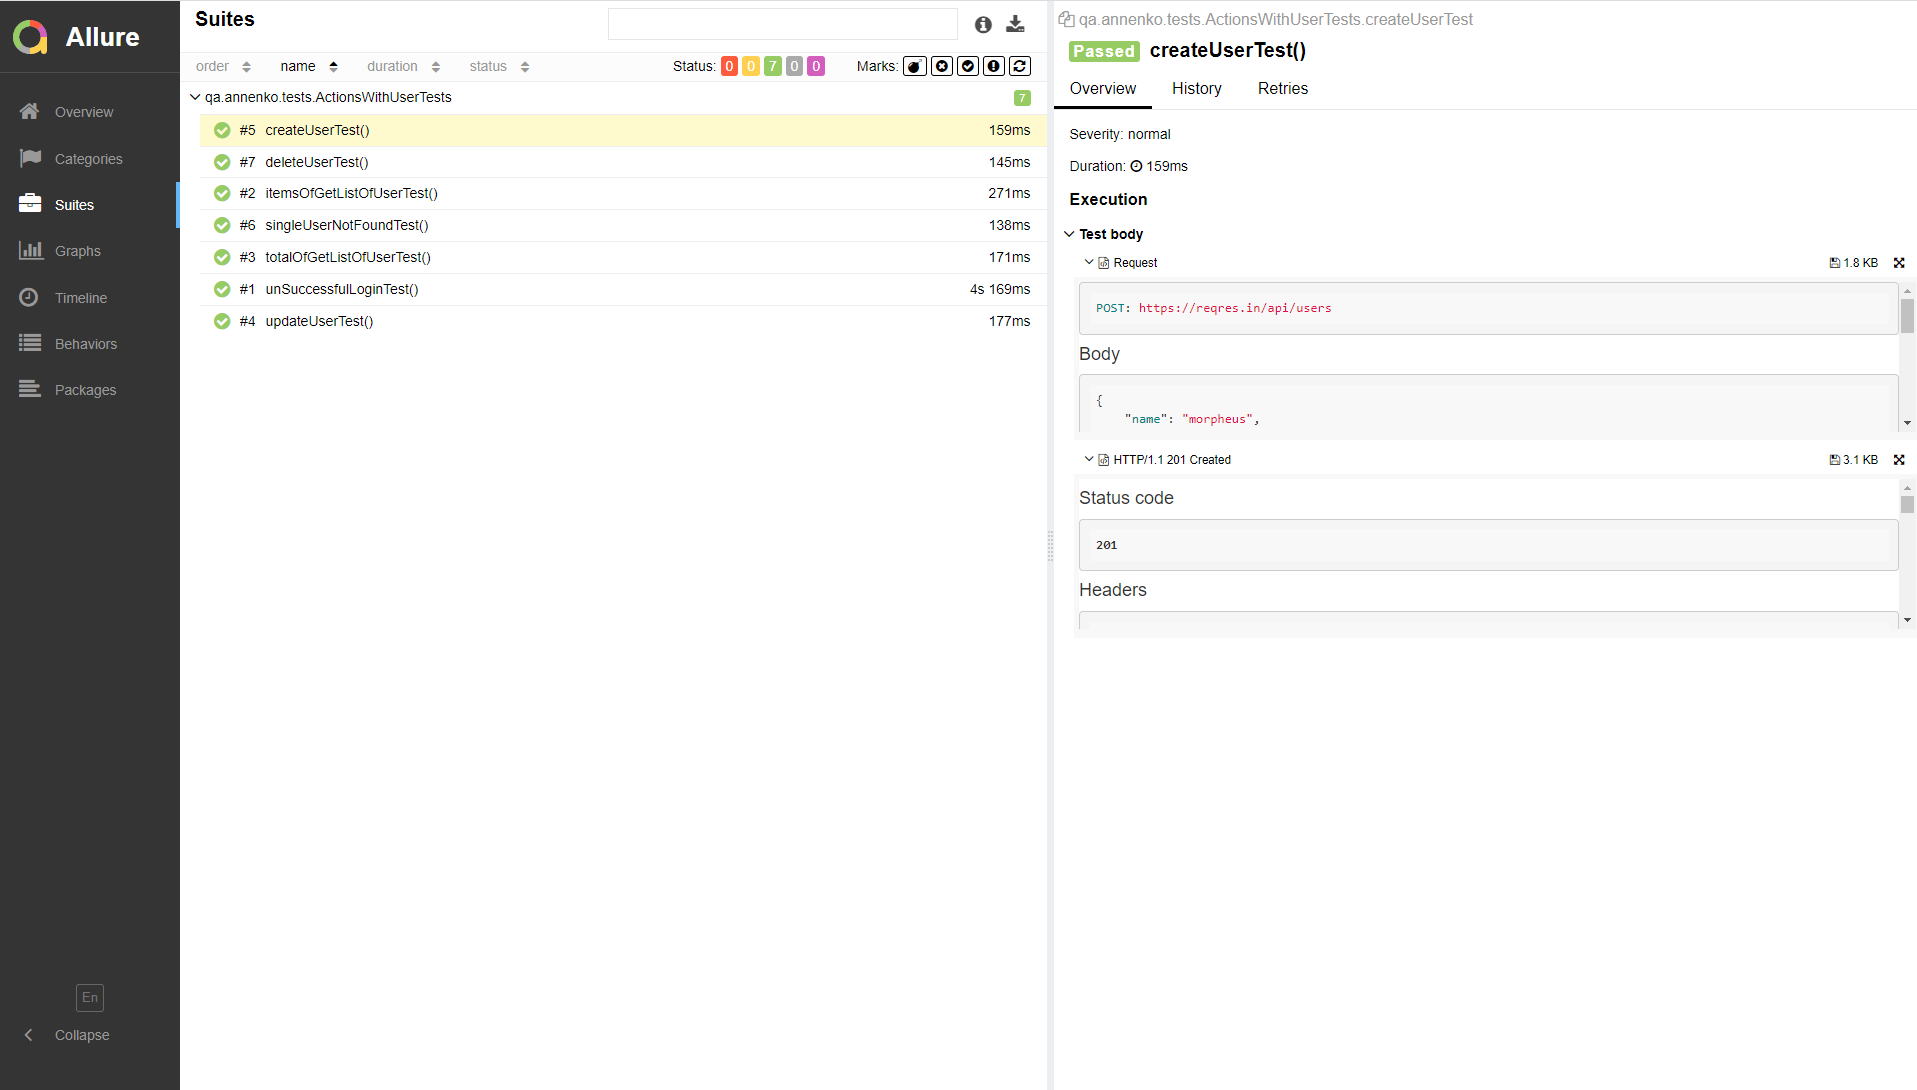 Allure
Overview
Categories
Suites
Graphs
Timeline
Behaviors
Packages
En
Collapse
Suites
order name duration status Status: 0 0 7 0 0 Marks:
qa.annenko.tests.ActionsWithUserTests 7
#5 createUserTest() 159ms
#7 deleteUserTest() 145ms
#2 itemsOfGetListOfUserTest() 271ms
#6 singleUserNotFoundTest() 138ms
#3 totalOfGetListOfUserTest() 171ms
#1 unSuccessfulLoginTest() 4s 169ms
#4 updateUserTest() 177ms
qa.annenko.tests.ActionsWithUserTests.createUserTest
Passed createUserTest()
Overview History Retries
Severity: normal
Duration: 159ms
Execution
Test body
Request 1.8 KB
POST: https://reqres.in/api/users
Body
{
"name": "morpheus",
HTTP/1.1 201 Created 3.1 KB
Status code
201
Headers